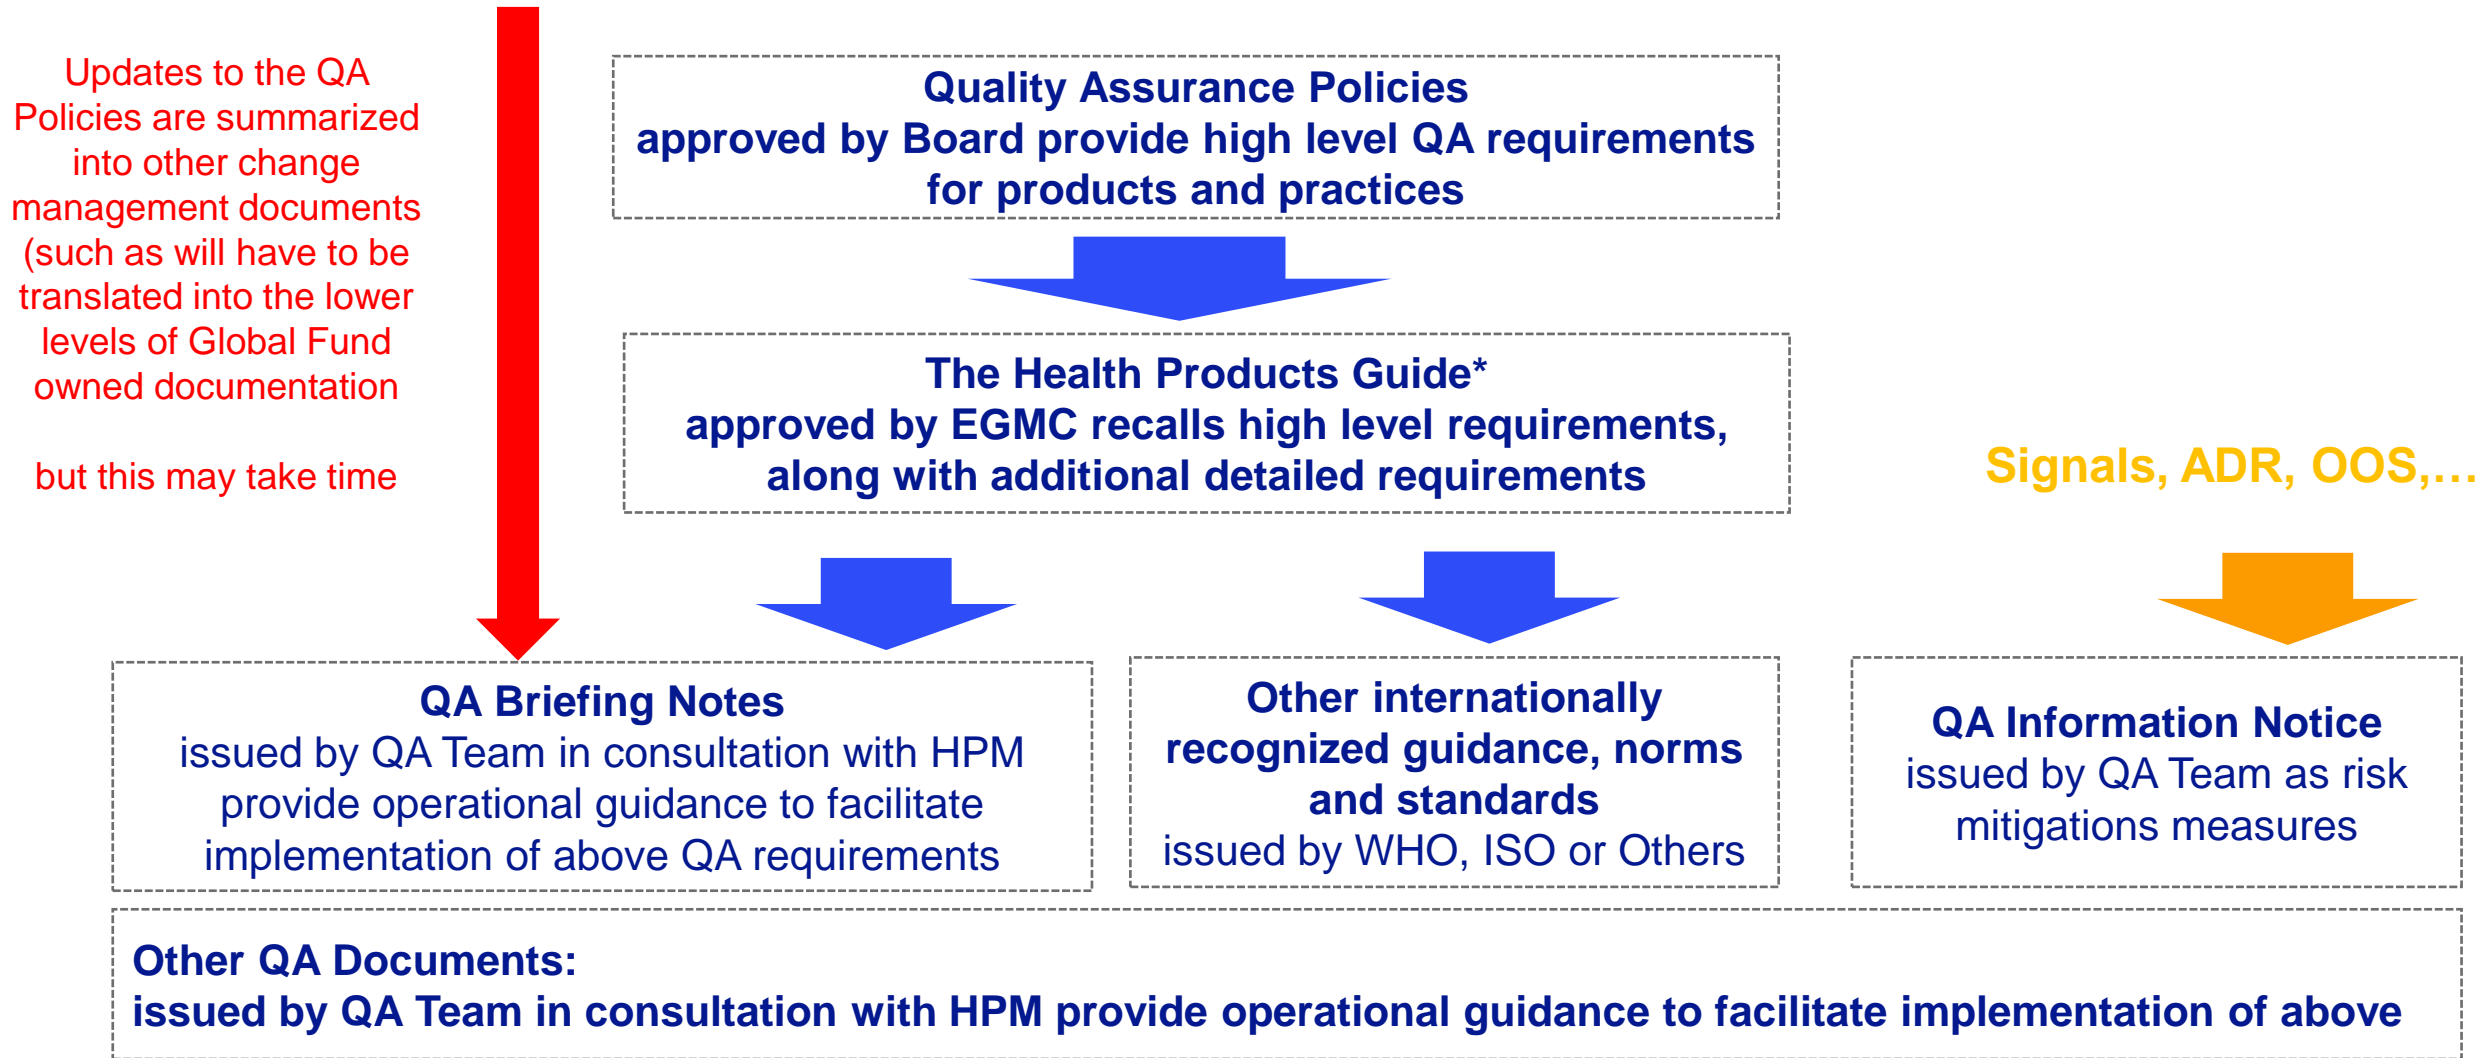 Updates to the QA
Policies are summarized
into other change
management documents
(such as will have to be
translated into the lower
levels of Global Fund
owned documentation
but this may take time
Quality Assurance Policies
approved by Board provide high level QA requirements
for products and practices
The Health Products Guide*
approved by EGMC recalls high level requirements,
along with additional detailed requirements
Signals, ADR, OOS,…
QA Briefing Notes
issued by QA Team in consultation with HPM
provide operational guidance to facilitate
implementation of above QA requirements
Other internationally
recognized guidance, norms
and standards
issued by WHO, ISO or Others
QA Information Notice
issued by QA Team as risk
mitigations measures
Other QA Documents:
issued by QA Team in consultation with HPM provide operational guidance to facilitate implementation of above